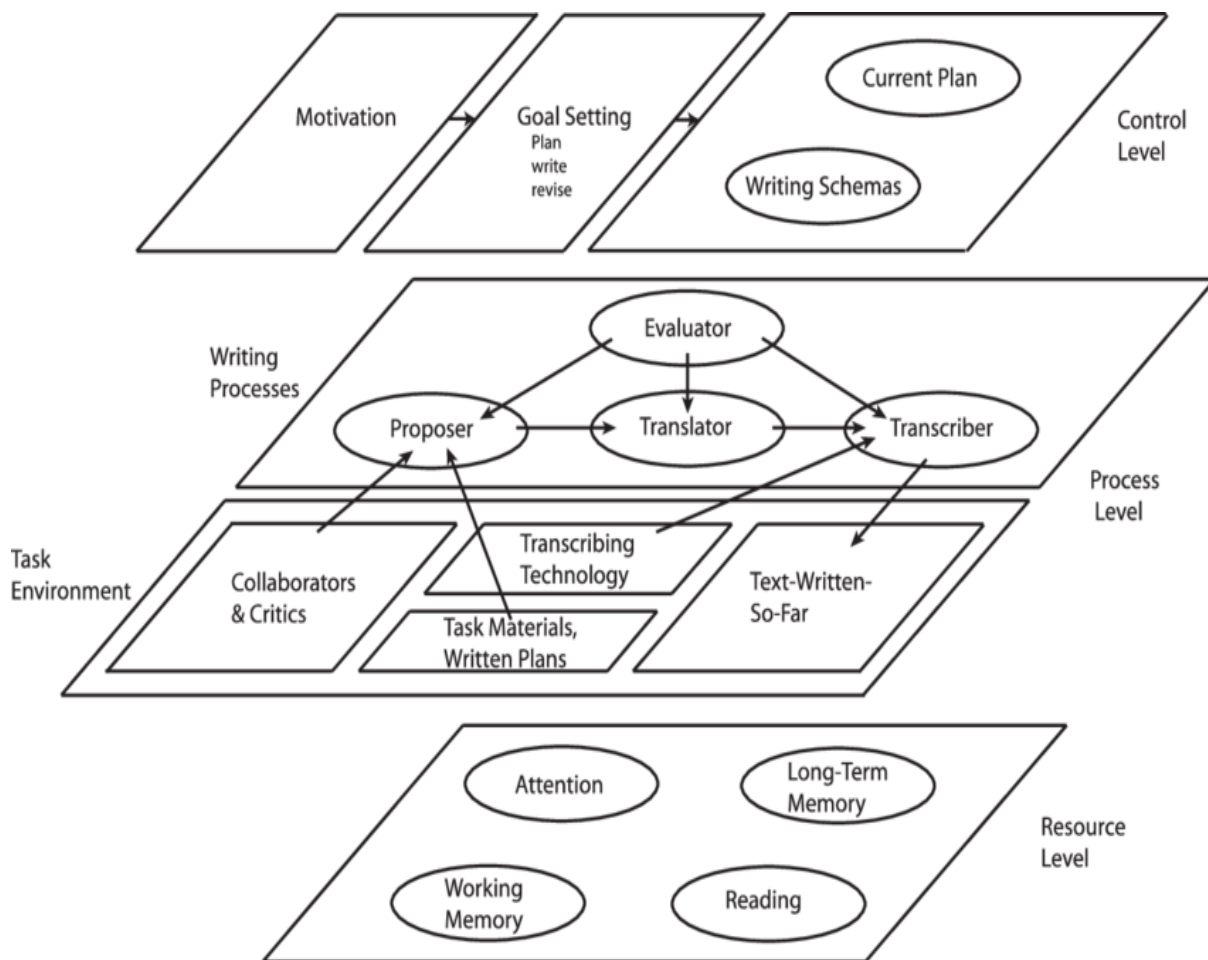 Motivation
Goal Setting
Plan
write
revise
Current Plan
Writing Schemas
Control
Level
Writing
Processes
Evaluator
Proposer
Translator
Transcriber
Process
Level
Task
Environment
Collaborators
& Critics
Transcribing
Technology
Task Materials,
Written Plans
Text-Written-
So-Far
Attention
Long-Term
Memory
Working
Memory
Reading
Resource
Level